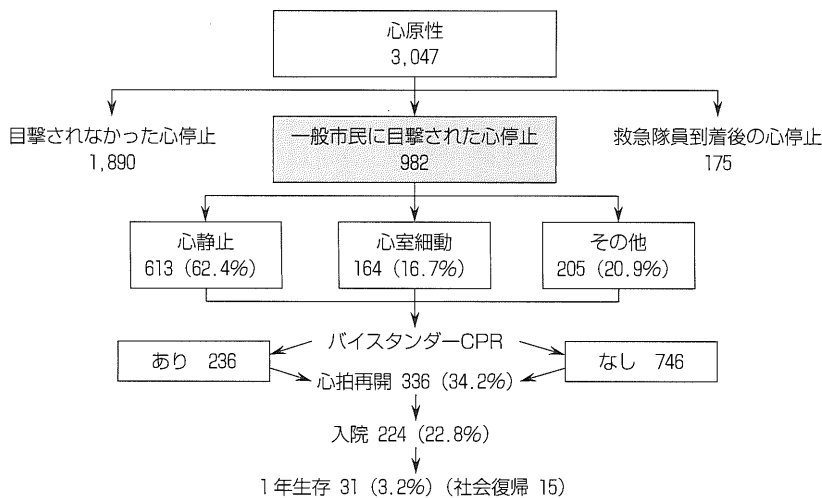 心原性
3,047
目撃されなかった心停止
1,890
一般市民に目撃された心停止
982
救急隊員到着後の心停止
175
心静止
613（62.4%）
心室細動
164（16.7%）
その他
205（20.9%）
バイスタンダーCPR
あり 236
なし 746
心拍再開 336（34.2%）
入院 224（22.8%）
1年生存 31（3.2%）（社会復帰 15）